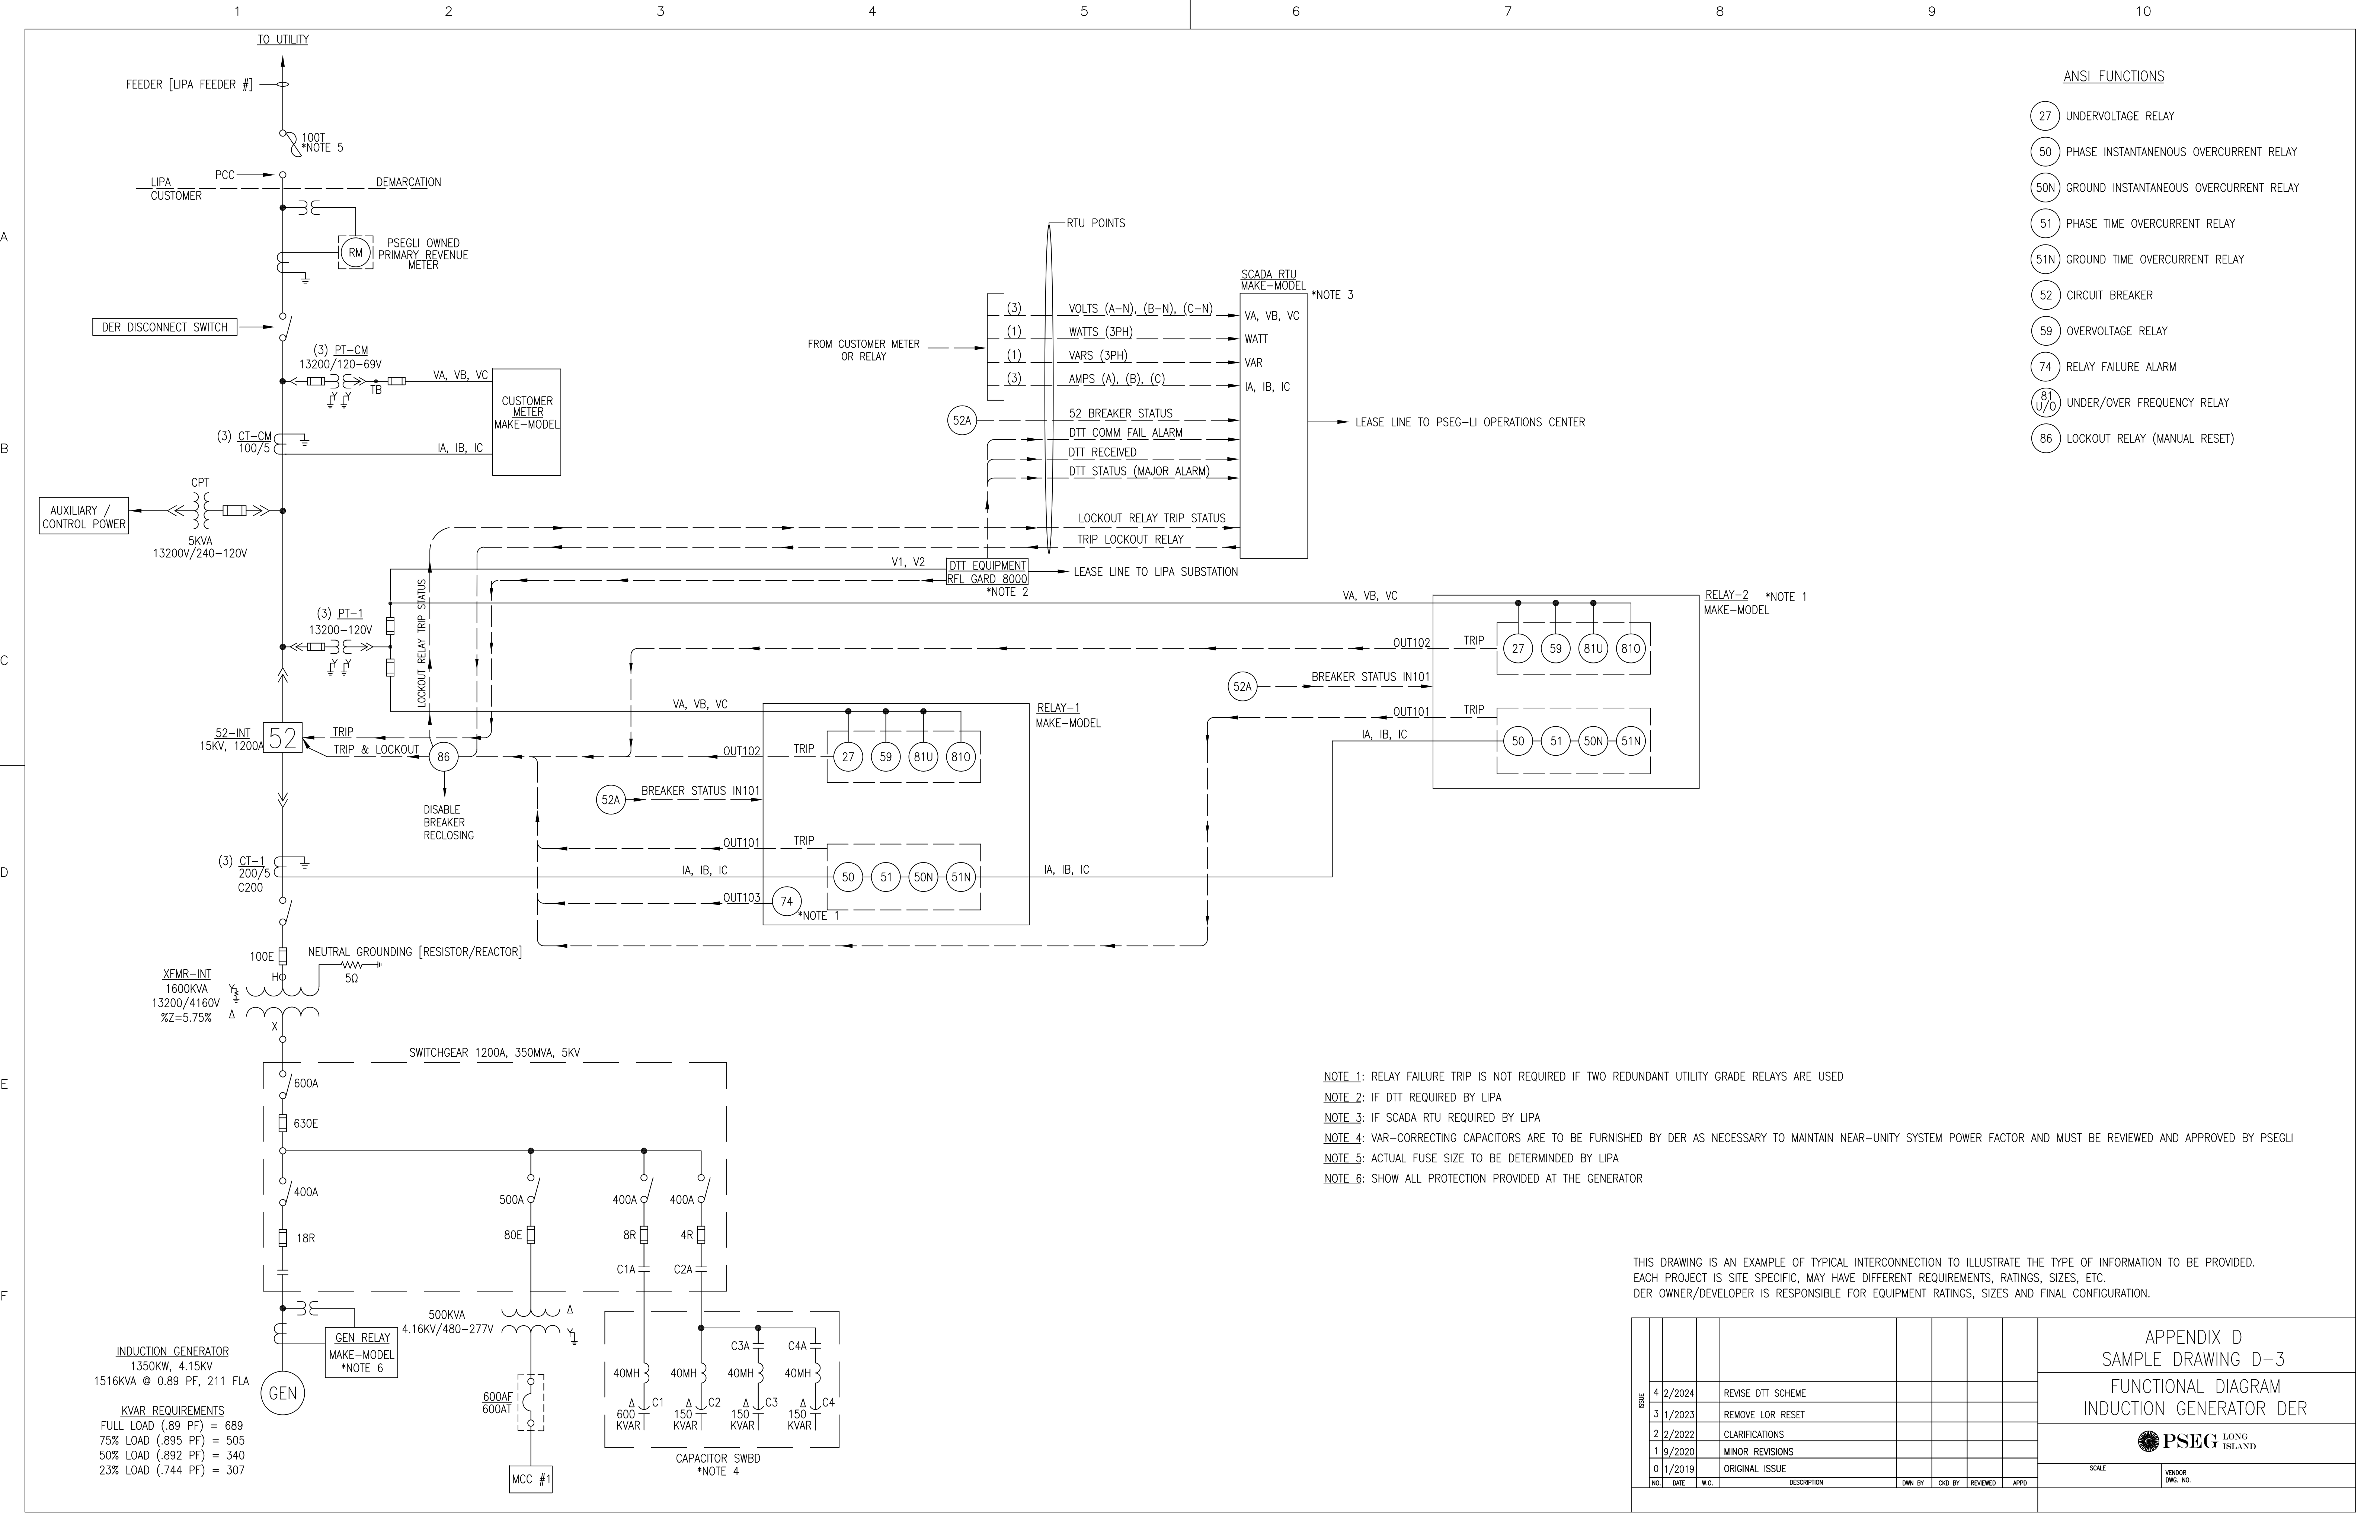 1 2 3 4 5 6 7 8 9 10
A
B
C
D
E
F
TO UTILITY
FEEDER [LIPA FEEDER #]
100T
*NOTE 5
PCC
LIPA
DEMARCATION
CUSTOMER
RM
PSEGLI OWNED
PRIMARY REVENUE
METER
DER DISCONNECT SWITCH
(3) PT-CM
13200/120-69V
TB
VA, VB, VC
CUSTOMER
METER
MAKE-MODEL
(3) CT-CM
100/5
IA, IB, IC
CPT
AUXILIARY /
CONTROL POWER
5KVA
13200V/240-120V
(3) PT-1
13200-120V
LOCKOUT RELAY TRIP STATUS
52-INT
15KV, 1200A
52
TRIP
TRIP & LOCKOUT
86
DISABLE
BREAKER
RECLOSING
(3) CT-1
200/5
C200
100E
NEUTRAL GROUNDING [RESISTOR/REACTOR]
5Ω
H
XFMR-INT
1600KVA
13200/4160V
%Z=5.75%
Y
Δ
X
SWITCHGEAR 1200A, 350MVA, 5KV
600A
630E
400A
500A
400A
400A
18R
80E
8R
4R
C1A
C2A
500KVA
4.16KV/480-277V
Δ
Y
GEN RELAY
MAKE-MODEL
*NOTE 6
INDUCTION GENERATOR
1350KW, 4.15KV
1516KVA @ 0.89 PF, 211 FLA
GEN
KVAR REQUIREMENTS
FULL LOAD (.89 PF) = 689
75% LOAD (.895 PF) = 505
50% LOAD (.892 PF) = 340
23% LOAD (.744 PF) = 307
600AF
600AT
MCC #1
C3A
C4A
40MH 40MH 40MH 40MH
Δ C1 Δ C2 Δ C3 Δ C4
600 150 150 150
KVAR KVAR KVAR KVAR
CAPACITOR SWBD
*NOTE 4
RTU POINTS
SCADA RTU
MAKE-MODEL
*NOTE 3
FROM CUSTOMER METER
OR RELAY
(3) VOLTS (A-N), (B-N), (C-N)
VA, VB, VC
(1) WATTS (3PH)
WATT
(1) VARS (3PH)
VAR
(3) AMPS (A), (B), (C)
IA, IB, IC
52A
52 BREAKER STATUS
DTT COMM FAIL ALARM
DTT RECEIVED
DTT STATUS (MAJOR ALARM)
LEASE LINE TO PSEG-LI OPERATIONS CENTER
LOCKOUT RELAY TRIP STATUS
TRIP LOCKOUT RELAY
V1, V2
DTT EQUIPMENT
RFL GARD 8000
*NOTE 2
LEASE LINE TO LIPA SUBSTATION
VA, VB, VC
RELAY-2 *NOTE 1
MAKE-MODEL
OUT102 TRIP
27 59 81U 81O
52A
BREAKER STATUS IN101
OUT101 TRIP
IA, IB, IC
50 51 50N 51N
VA, VB, VC
RELAY-1
MAKE-MODEL
OUT102 TRIP
27 59 81U 81O
52A
BREAKER STATUS IN101
OUT101 TRIP
IA, IB, IC
50 51 50N 51N
IA, IB, IC
OUT103
74
*NOTE 1
ANSI FUNCTIONS
27 UNDERVOLTAGE RELAY
50 PHASE INSTANTANENOUS OVERCURRENT RELAY
50N GROUND INSTANTANEOUS OVERCURRENT RELAY
51 PHASE TIME OVERCURRENT RELAY
51N GROUND TIME OVERCURRENT RELAY
52 CIRCUIT BREAKER
59 OVERVOLTAGE RELAY
74 RELAY FAILURE ALARM
81 U/O UNDER/OVER FREQUENCY RELAY
86 LOCKOUT RELAY (MANUAL RESET)
NOTE 1: RELAY FAILURE TRIP IS NOT REQUIRED IF TWO REDUNDANT UTILITY GRADE RELAYS ARE USED
NOTE 2: IF DTT REQUIRED BY LIPA
NOTE 3: IF SCADA RTU REQUIRED BY LIPA
NOTE 4: VAR-CORRECTING CAPACITORS ARE TO BE FURNISHED BY DER AS NECESSARY TO MAINTAIN NEAR-UNITY SYSTEM POWER FACTOR AND MUST BE REVIEWED AND APPROVED BY PSEGLI
NOTE 5: ACTUAL FUSE SIZE TO BE DETERMINDED BY LIPA
NOTE 6: SHOW ALL PROTECTION PROVIDED AT THE GENERATOR
THIS DRAWING IS AN EXAMPLE OF TYPICAL INTERCONNECTION TO ILLUSTRATE THE TYPE OF INFORMATION TO BE PROVIDED.
EACH PROJECT IS SITE SPECIFIC, MAY HAVE DIFFERENT REQUIREMENTS, RATINGS, SIZES, ETC.
DER OWNER/DEVELOPER IS RESPONSIBLE FOR EQUIPMENT RATINGS, SIZES AND FINAL CONFIGURATION.
ISSUE
4 2/2024 REVISE DTT SCHEME
3 1/2023 REMOVE LOR RESET
2 2/2022 CLARIFICATIONS
1 9/2020 MINOR REVISIONS
0 1/2019 ORIGINAL ISSUE
NO. DATE W.O. DESCRIPTION DWN BY CKD BY REVIEWED APPD
APPENDIX D
SAMPLE DRAWING D-3
FUNCTIONAL DIAGRAM
INDUCTION GENERATOR DER
PSEG LONG ISLAND
SCALE
VENDOR
DWG. NO.